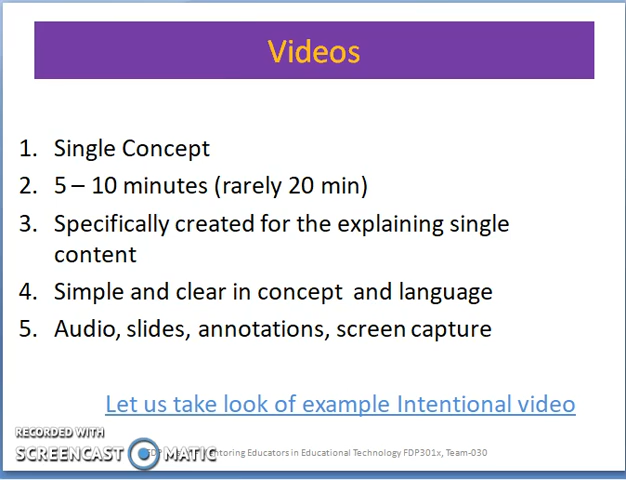 Videos
1. Single Concept
2. 5 – 10 minutes (rarely 20 min)
3. Specifically created for the explaining single
content
4. Simple and clear in concept and language
5. Audio, slides, annotations, screen capture
Let us take look of example Intentional video
RECORDED WITH
SCREENCAST MATIC
Educators in Educational Technology FDP301x, Team-030